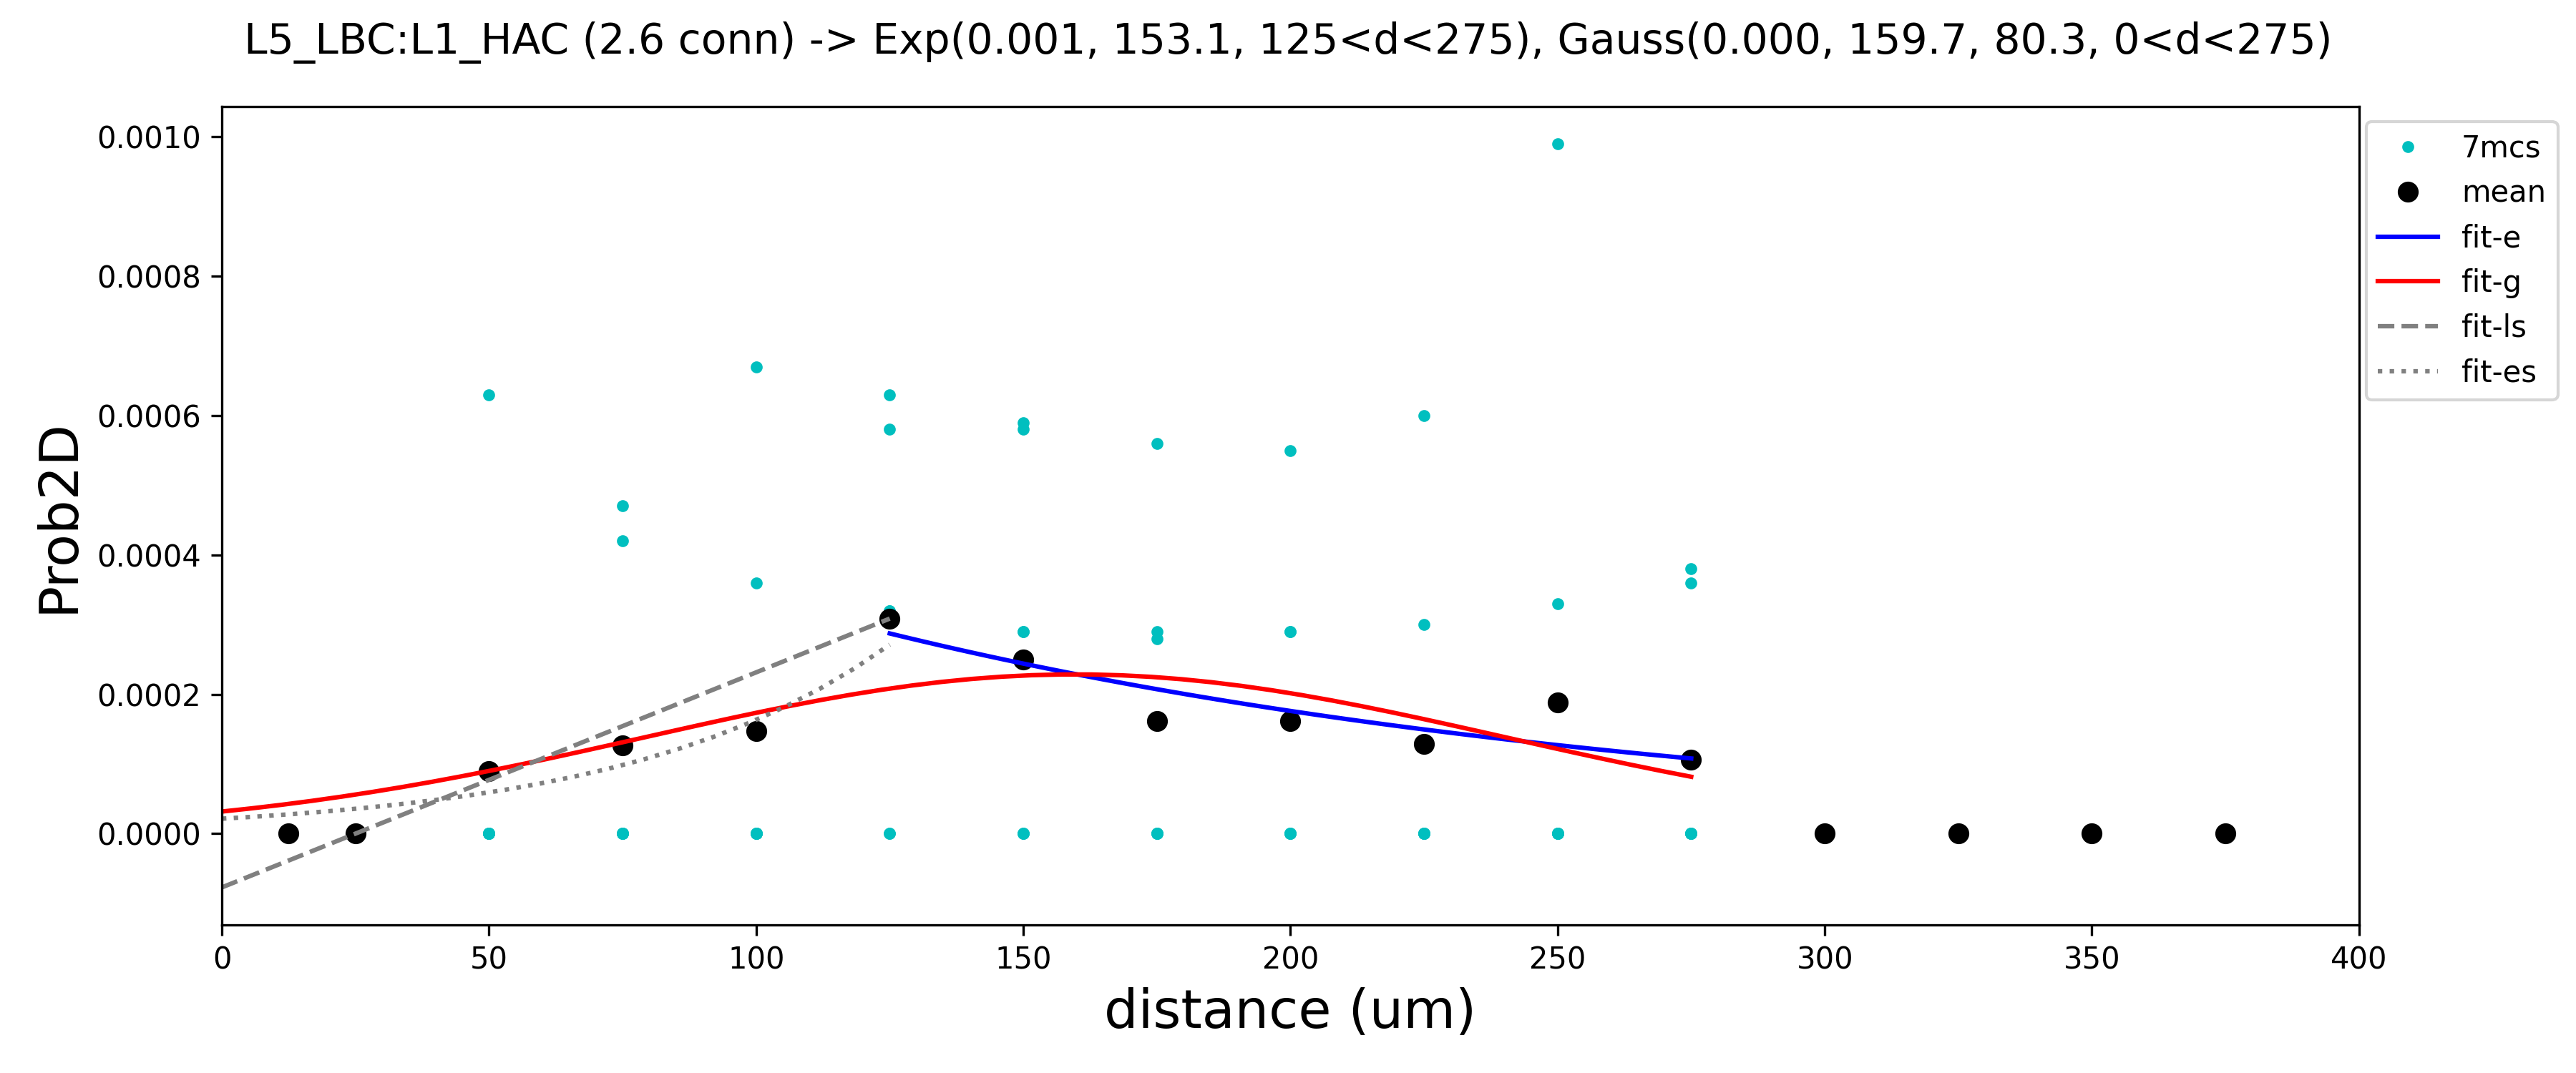 L5_LBC:L1_HAC (2.6 conn) -> Exp(0.001, 153.1, 125<d<275), Gauss(0.000, 159.7, 80.3, 0<d<275)
0.0010
0.0008
0.0006
0.0004
0.0002
0.0000
Prob2D
0 50 100 150 200 250 300 350 400
distance (um)
7mcs
mean
fit-e
fit-g
fit-ls
fit-es